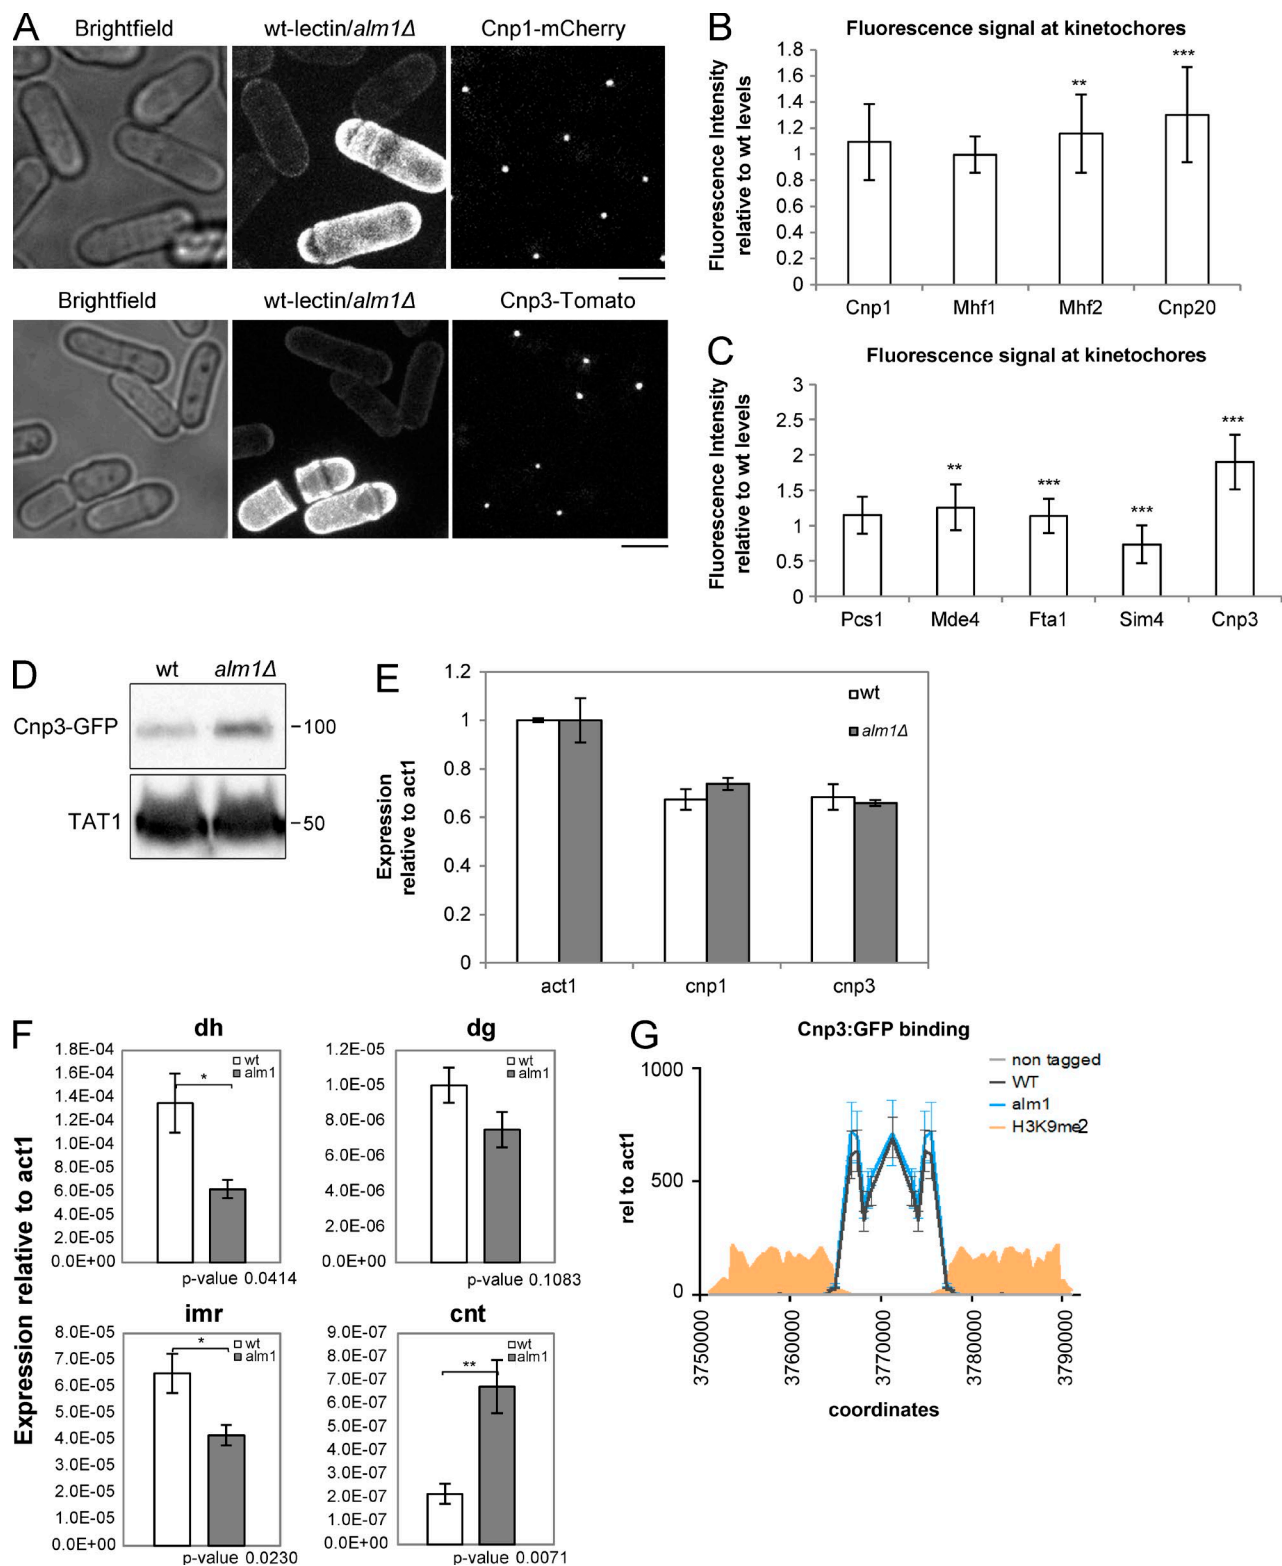 A
Brightfield
wt-lectin/alm1Δ
Cnp1-mCherry
Brightfield
wt-lectin/alm1Δ
Cnp3-Tomato
B
Fluorescence signal at kinetochores
Fluorescence Intensity
relative to wt levels
1.8
1.6
1.4
1.2
1
0.8
0.6
0.4
0.2
0
**
***
Cnp1
Mhf1
Mhf2
Cnp20
C
Fluorescence signal at kinetochores
Fluorescence Intensity
relative to wt levels
3
2.5
2
1.5
1
0.5
0
**
***
***
***
Pcs1
Mde4
Fta1
Sim4
Cnp3
D
wt
alm1Δ
Cnp3-GFP
-100
TAT1
-50
E
Expression
relative to act1
1.2
1
0.8
0.6
0.4
0.2
0
wt
alm1Δ
act1
cnp1
cnp3
F
Expression relative to act1
dh
1.8E-04
1.6E-04
1.4E-04
1.2E-04
1.0E-04
8.0E-05
6.0E-05
4.0E-05
2.0E-05
0.0E+00
wt
alm1
*
p-value 0.0414
dg
1.2E-05
1.0E-05
8.0E-06
6.0E-06
4.0E-06
2.0E-06
0.0E+00
wt
alm1
p-value 0.1083
imr
8.0E-05
7.0E-05
6.0E-05
5.0E-05
4.0E-05
3.0E-05
2.0E-05
1.0E-05
0.0E+00
wt
alm1
*
p-value 0.0230
cnt
9.0E-07
8.0E-07
7.0E-07
6.0E-07
5.0E-07
4.0E-07
3.0E-07
2.0E-07
1.0E-07
0.0E+00
wt
alm1
**
p-value 0.0071
G
Cnp3:GFP binding
rel to act1
1000
500
0
non tagged
WT
alm1
H3K9me2
3750000
3760000
3770000
3780000
3790000
coordinates